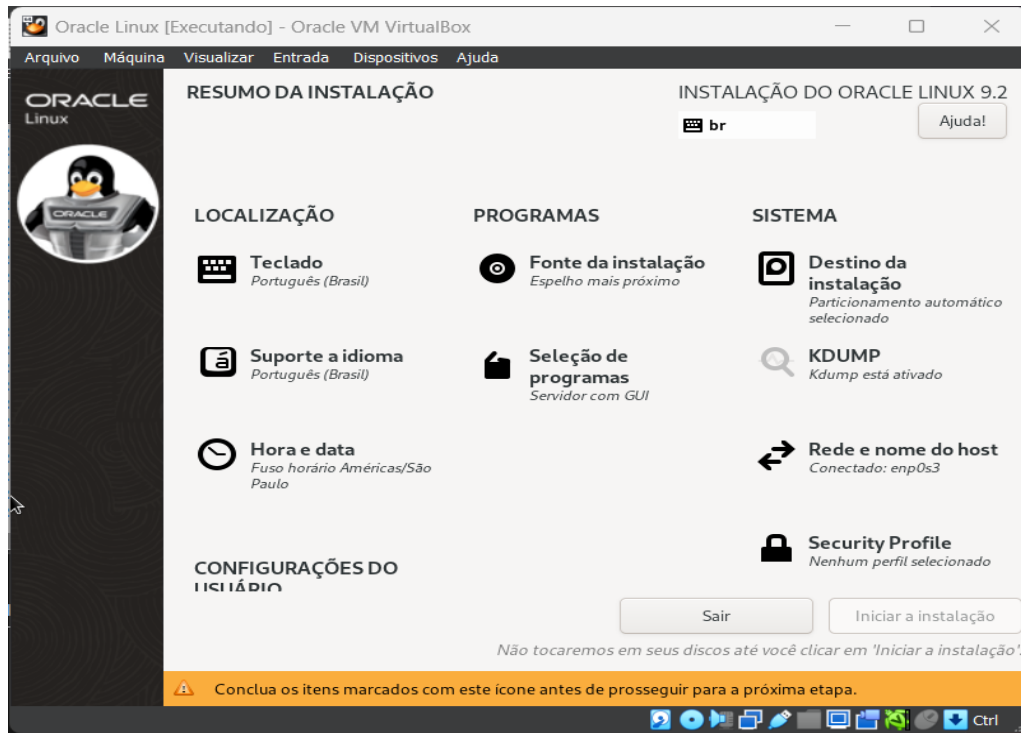 Oracle Linux [Executando] - Oracle VM VirtualBox
Arquivo Máquina Visualizar Entrada Dispositivos Ajuda
ORACLE
Linux
ORACLE
RESUMO DA INSTALAÇÃO
INSTALAÇÃO DO ORACLE LINUX 9.2
br
Ajuda!
LOCALIZAÇÃO
Teclado
Português (Brasil)
Suporte a idioma
Português (Brasil)
Hora e data
Fuso horário Américas/São
Paulo
PROGRAMAS
Fonte da instalação
Espelho mais próximo
Seleção de
programas
Servidor com GUI
SISTEMA
Destino da
instalação
Particionamento automático
selecionado
KDUMP
Kdump está ativado
Rede e nome do host
Conectado: enp0s3
Security Profile
Nenhum perfil selecionado
CONFIGURAÇÕES DO
USUÁRIO
Sair
Iniciar a instalação
Não tocaremos em seus discos até você clicar em 'Iniciar a instalação'.
Conclua os itens marcados com este ícone antes de prosseguir para a próxima etapa.
Ctrl